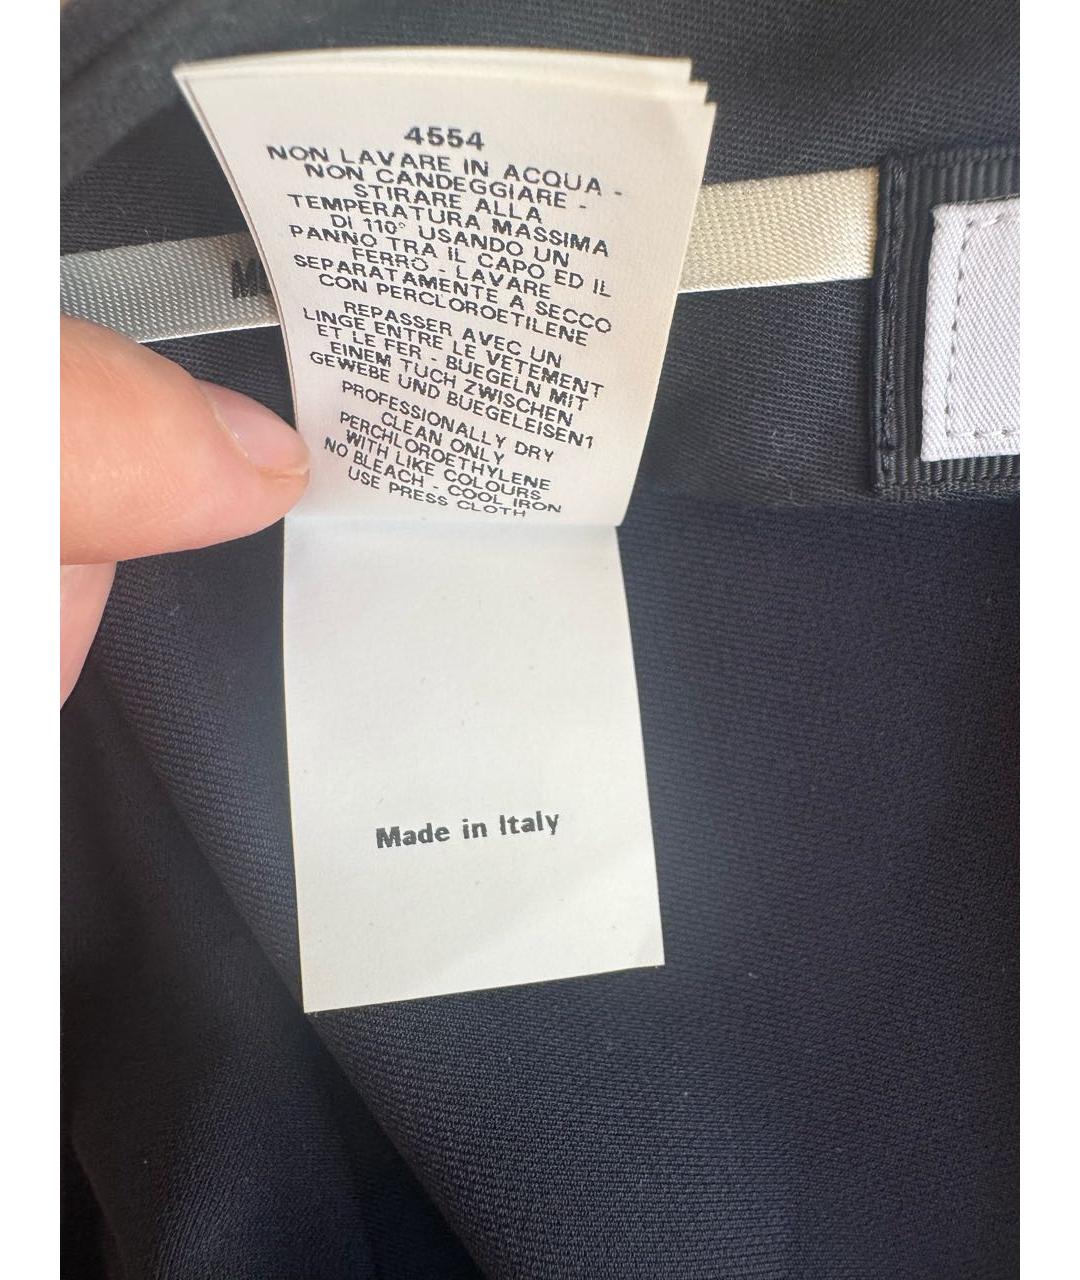 4554
NON LAVARE IN ACQUA -
NON CANDEGGIARE -
STIRARE ALLA
TEMPERATURA MASSIMA
DI 110° USANDO UN
PANNO TRA IL CAPO ED IL
FERRO - LAVARE
SEPARATAMENTE A SECCO
CON PERCLOROETILENE
REPASSER AVEC UN
LINGE ENTRE LE VETEMENT
ET LE FER - BUEGELN MIT
EINEM TUCH ZWISCHEN
GEWEBE UND BUEGELEISEN1
PROFESSIONALLY DRY
CLEAN ONLY
PERCHLOROETHYLENE
WITH LIKE COLOURS
NO BLEACH - COOL IRON
USE PRESS CLOTH
Made in Italy